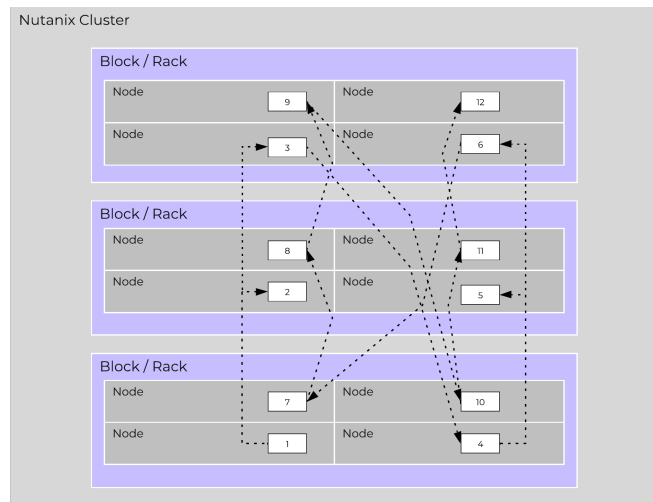 Nutanix Cluster
Block / Rack
Node
9
Node
12
Node
3
Node
6
Block / Rack
Node
8
Node
11
Node
2
Node
5
Block / Rack
Node
7
Node
10
Node
1
Node
4